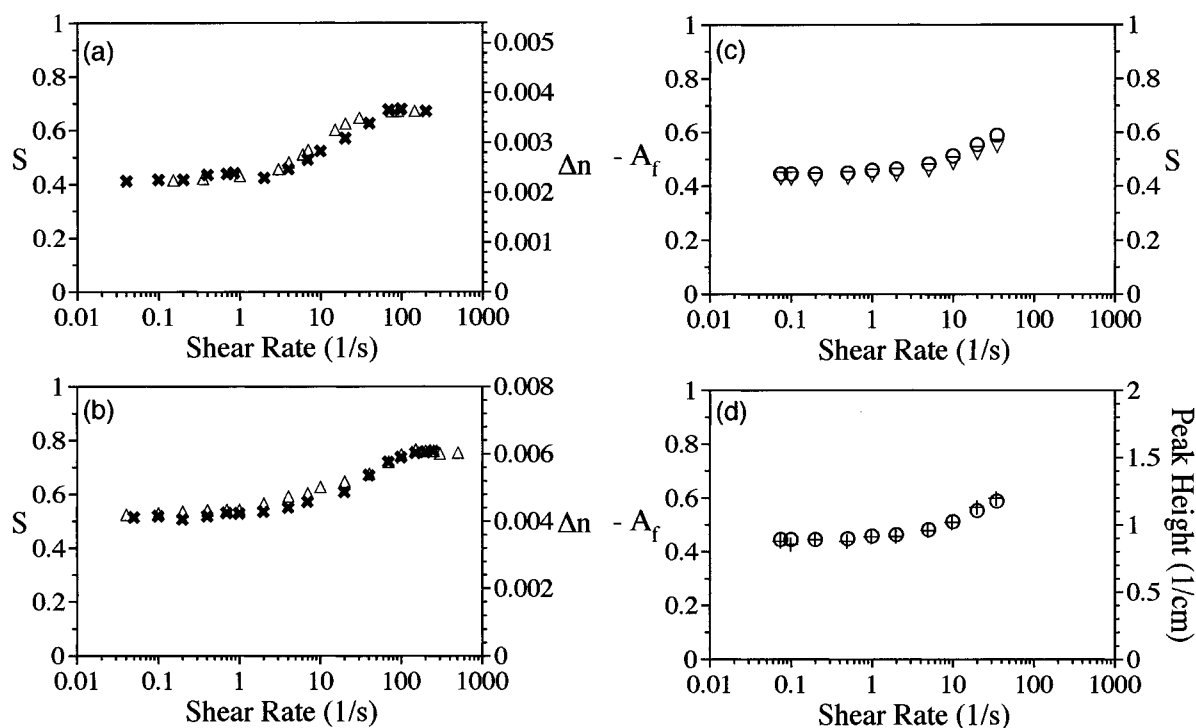 (a)
1
0.8
0.6
0.4
0.2
0
S
0.005
0.004
0.003
0.002
0.001
0
Δn
0.01 0.1 1 10 100 1000
Shear Rate (1/s)
(b)
1
0.8
0.6
0.4
0.2
0
S
0.008
0.006
0.004
0.002
0
Δn
0.01 0.1 1 10 100 1000
Shear Rate (1/s)
(c)
1
0.8
0.6
0.4
0.2
0
- A_f
1
0.8
0.6
0.4
0.2
0
S
0.01 0.1 1 10 100 1000
Shear Rate (1/s)
(d)
1
0.8
0.6
0.4
0.2
0
- A_f
2
1.5
1
0.5
0
Peak Height (1/cm)
0.01 0.1 1 10 100 1000
Shear Rate (1/s)